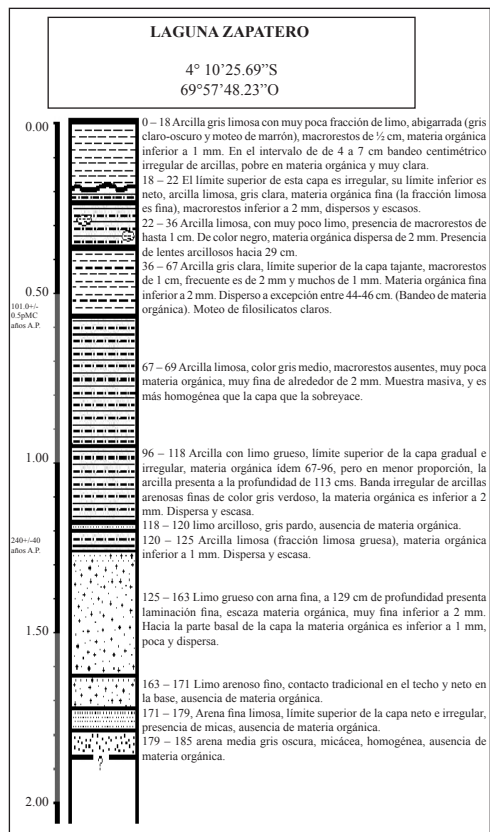 LAGUNA ZAPATERO
4° 10’25.69”S
69°57’48.23”O
0.00
0 – 18 Arcilla gris limosa con muy poca fracción de limo, abigarrada (gris
claro-oscuro y moteo de marrón), macrorestos de ½ cm, materia orgánica
inferior a 1 mm. En el intervalo de de 4 a 7 cm bandeo centimétrico
irregular de arcillas, pobre en materia orgánica y muy clara.
18 – 22 El límite superior de esta capa es irregular, su límite inferior es
neto, arcilla limosa, gris clara, materia orgánica fina (la fracción limosa
es fina), macrorestos inferior a 2 mm, dispersos y escasos.
22 – 36 Arcilla limosa, con muy poco limo, presencia de macrorestos de
hasta 1 cm. De color negro, materia orgánica dispersa de 2 mm. Presencia
de lentes arcillosos hacia 29 cm.
36 – 67 Arcilla gris clara, límite superior de la capa tajante, macrorestos
de 1 cm, frecuente es de 2 mm y muchos de 1 mm. Materia orgánica fina
inferior a 2 mm. Disperso a excepción entre 44-46 cm. (Bandeo de materia
orgánica). Moteo de filosilicatos claros.
0.50
101.0+/-
0.5pMC
años A.P.
67 – 69 Arcilla limosa, color gris medio, macrorestos ausentes, muy poca
materia orgánica, muy fina de alrededor de 2 mm. Muestra masiva, y es
más homogénea que la capa que la sobreyace.
1.00
96 – 118 Arcilla con limo grueso, límite superior de la capa gradual e
irregular, materia orgánica ídem 67-96, pero en menor proporción, la
arcilla presenta a la profundidad de 113 cms. Banda irregular de arcillas
arenosas finas de color gris verdoso, la materia orgánica es inferior a 2
mm. Dispersa y escasa.
118 – 120 limo arcilloso, gris pardo, ausencia de materia orgánica.
240+/-40
años A.P.
120 – 125 Arcilla limosa (fracción limosa gruesa), materia orgánica
inferior a 1 mm. Dispersa y escasa.
125 – 163 Limo grueso con arna fina, a 129 cm de profundidad presenta
laminación fina, escaza materia orgánica, muy fina inferior a 2 mm.
Hacia la parte basal de la capa la materia orgánica es inferior a 1 mm,
poca y dispersa.
1.50
163 – 171 Limo arenoso fino, contacto tradicional en el techo y neto en
la base, ausencia de materia orgánica.
171 – 179, Arena fina limosa, límite superior de la capa neto e irregular,
presencia de micas, ausencia de materia orgánica.
179 – 185 arena media gris oscura, micácea, homogénea, ausencia de
materia orgánica.
?
2.00